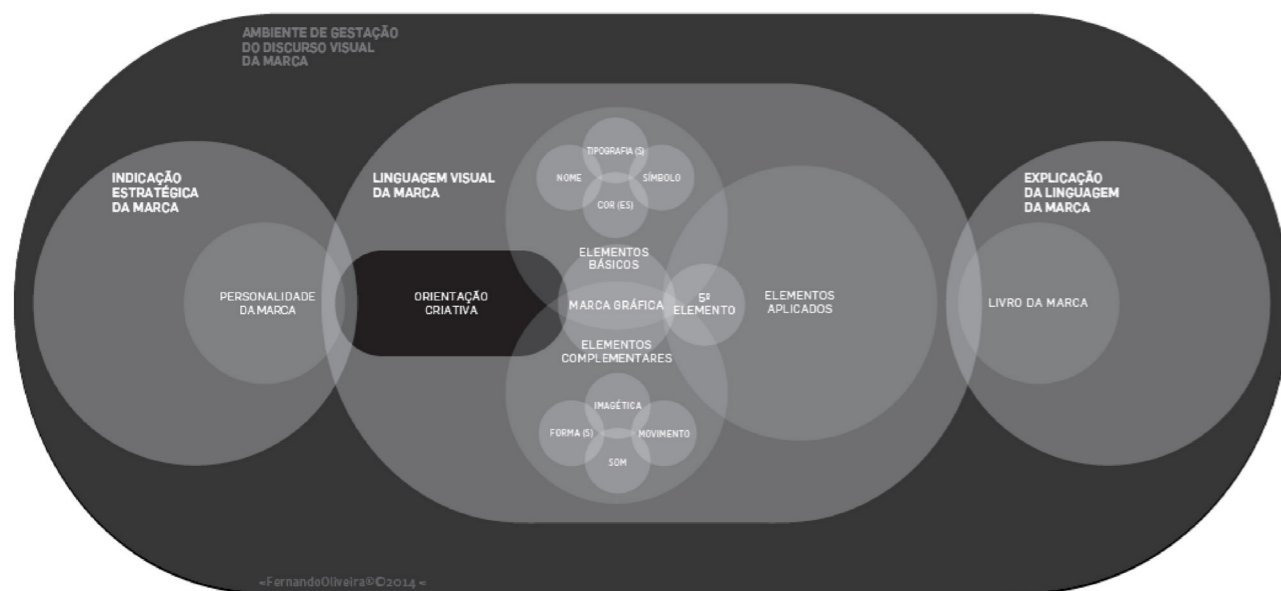 AMBIENTE DE GESTAÇÃO
DO DISCURSO VISUAL
DA MARCA
INDICAÇÃO
ESTRATÉGICA
DA MARCA
PERSONALIDADE
DA MARCA
LINGUAGEM VISUAL
DA MARCA
ORIENTAÇÃO
CRIATIVA
TIPOGRAFIA (S)
NOME
SÍMBOLO
COR (ES)
ELEMENTOS
BÁSICOS
MARCA GRÁFICA
5º
ELEMENTO
ELEMENTOS
APLICADOS
ELEMENTOS
COMPLEMENTARES
IMAGÉTICA
FORMA (S)
MOVIMENTO
SOM
EXPLICAÇÃO
DA LINGUAGEM
DA MARCA
LIVRO DA MARCA
«FernandoOliveira®©2014 «